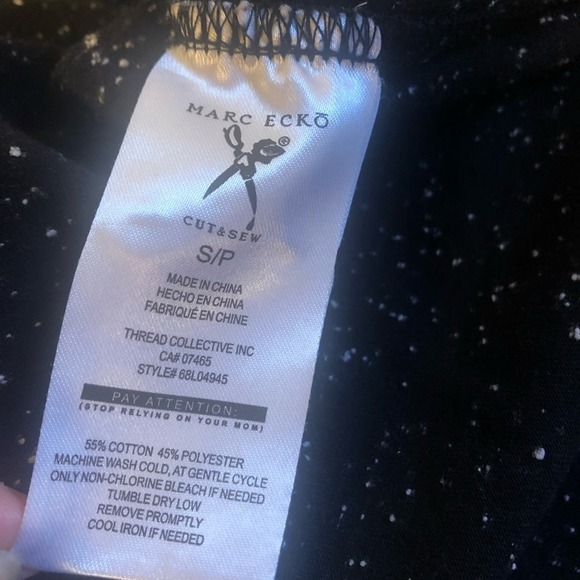 MARC ECKŌ
®
CUT & SEW
S/P
MADE IN CHINA
HECHO EN CHINA
FABRIQUÉ EN CHINE
THREAD COLLECTIVE INC
CA# 07465
STYLE# 68L04945
PAY ATTENTION:
(STOP RELYING ON YOUR MOM)
55% COTTON 45% POLYESTER
MACHINE WASH COLD, AT GENTLE CYCLE
ONLY NON-CHLORINE BLEACH IF NEEDED
TUMBLE DRY LOW
REMOVE PROMPTLY
COOL IRON IF NEEDED